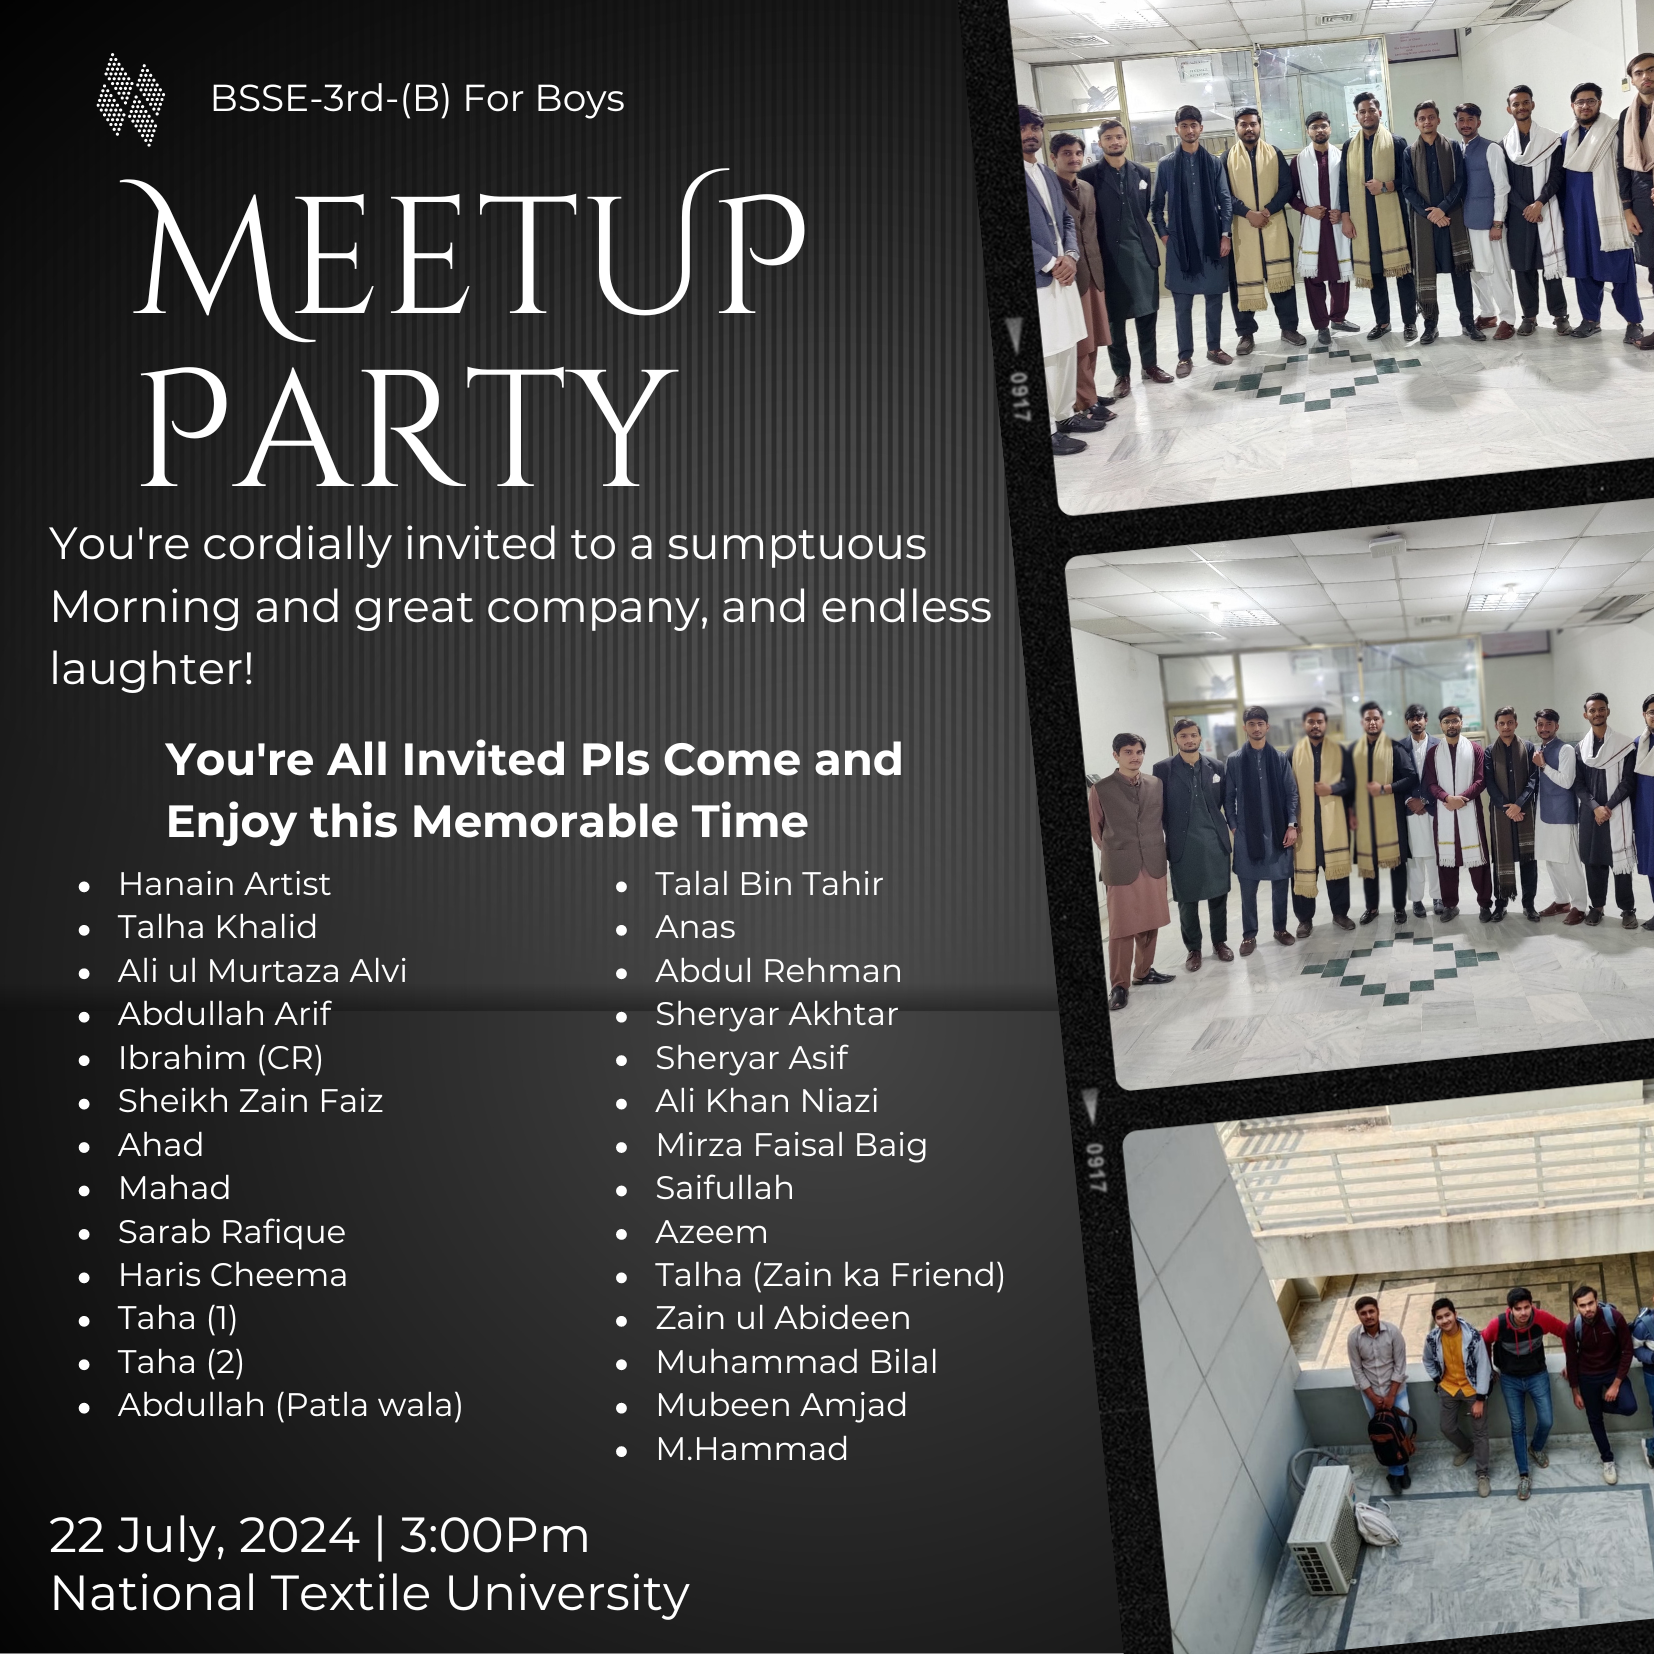 BSSE-3rd-(B) For Boys
MEETUP
PARTY
You're cordially invited to a sumptuous
Morning and great company, and endless
laughter!
You're All Invited Pls Come and
Enjoy this Memorable Time
Hanain Artist
Talha Khalid
Ali ul Murtaza Alvi
Abdullah Arif
Ibrahim (CR)
Sheikh Zain Faiz
Ahad
Mahad
Sarab Rafique
Haris Cheema
Taha (1)
Taha (2)
Abdullah (Patla wala)
Talal Bin Tahir
Anas
Abdul Rehman
Sheryar Akhtar
Sheryar Asif
Ali Khan Niazi
Mirza Faisal Baig
Saifullah
Azeem
Talha (Zain ka Friend)
Zain ul Abideen
Muhammad Bilal
Mubeen Amjad
M.Hammad
22 July, 2024 | 3:00Pm
National Textile University
0917
0917